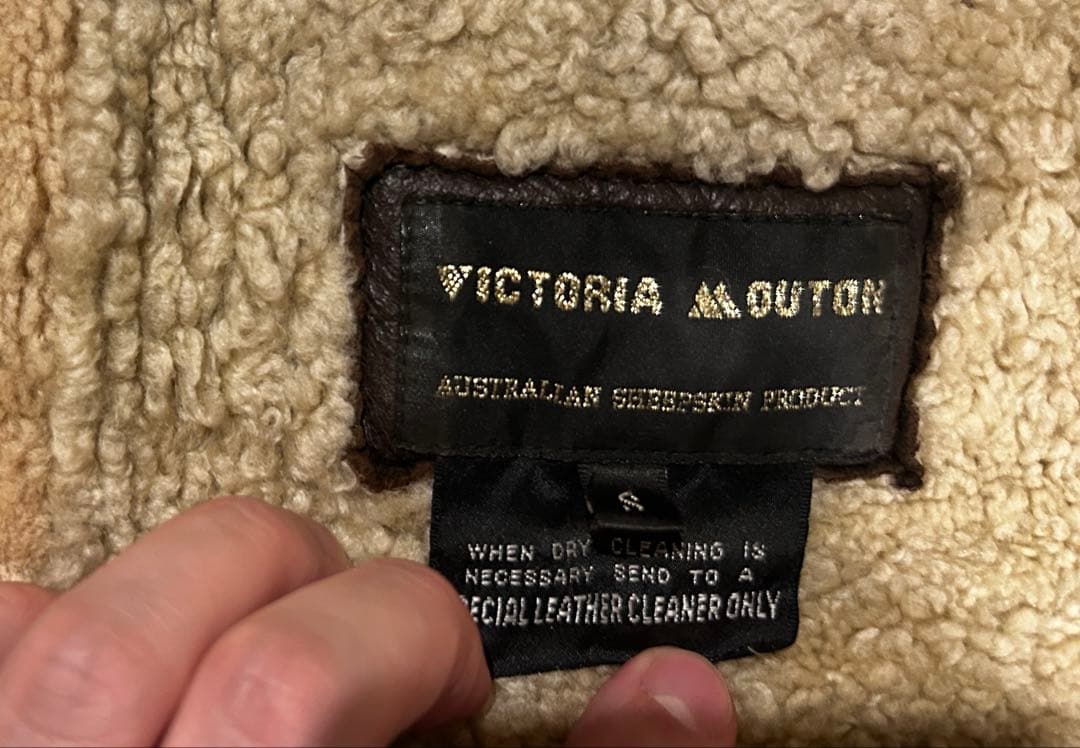 VICTORIA MOUTON
AUSTRALIAN SHEEPSKIN PRODUCT
WHEN DRY CLEANING IS
NECESSARY SEND TO A
ECIAL LEATHER CLEANER ONLY